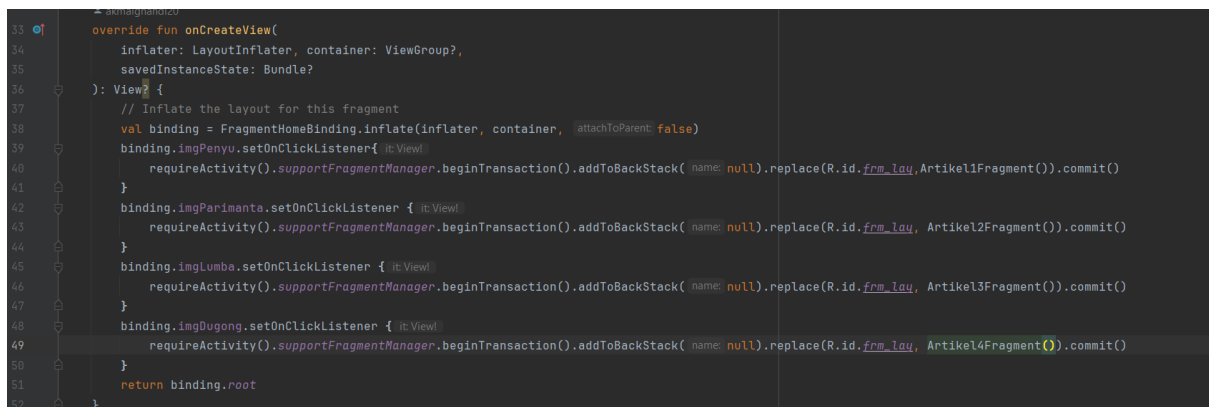 akmalghandi20
33 override fun onCreateView(
34 inflater: LayoutInflater, container: ViewGroup?,
35 savedInstanceState: Bundle?
36 ): View? {
37 // Inflate the layout for this fragment
38 val binding = FragmentHomeBinding.inflate(inflater, container, attachToParent: false)
39 binding.imgPenyu.setOnClickListener{ it: View!
40 requireActivity().supportFragmentManager.beginTransaction().addToBackStack( name: null).replace(R.id.frm_lay,Artikel1Fragment()).commit()
41 }
42 binding.imgParimanta.setOnClickListener { it: View!
43 requireActivity().supportFragmentManager.beginTransaction().addToBackStack( name: null).replace(R.id.frm_lay, Artikel2Fragment()).commit()
44 }
45 binding.imgLumba.setOnClickListener { it: View!
46 requireActivity().supportFragmentManager.beginTransaction().addToBackStack( name: null).replace(R.id.frm_lay, Artikel3Fragment()).commit()
47 }
48 binding.imgDugong.setOnClickListener { it: View!
49 requireActivity().supportFragmentManager.beginTransaction().addToBackStack( name: null).replace(R.id.frm_lay, Artikel4Fragment()).commit()
50 }
51 return binding.root
52 }